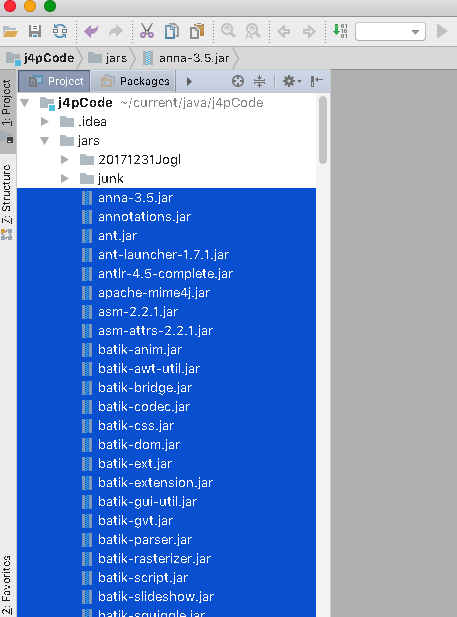 j4pCode
jars
anna-3.5.jar
Project
Packages
1: Project
Z: Structure
2: Favorites
j4pCode ~/current/java/j4pCode
.idea
jars
20171231Jogl
junk
anna-3.5.jar
annotations.jar
ant.jar
ant-launcher-1.7.1.jar
antlr-4.5-complete.jar
apache-mime4j.jar
asm-2.2.1.jar
asm-attrs-2.2.1.jar
batik-anim.jar
batik-awt-util.jar
batik-bridge.jar
batik-codec.jar
batik-css.jar
batik-dom.jar
batik-ext.jar
batik-extension.jar
batik-gui-util.jar
batik-gvt.jar
batik-parser.jar
batik-rasterizer.jar
batik-script.jar
batik-slideshow.jar
batik-squiggle.jar